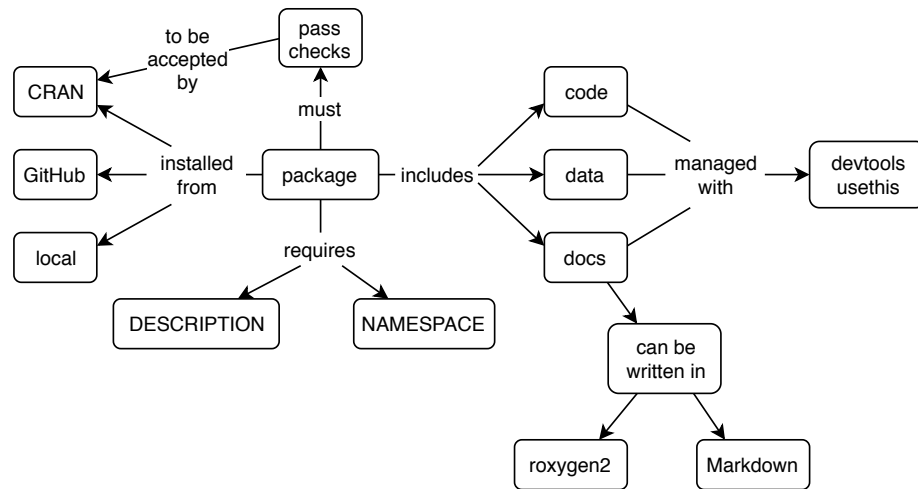 to be
accepted
by
pass
checks
CRAN
code
must
GitHub
installed
from
package
includes
data
managed
with
devtools
usethis
local
requires
docs
DESCRIPTION
NAMESPACE
can be
written in
roxygen2
Markdown